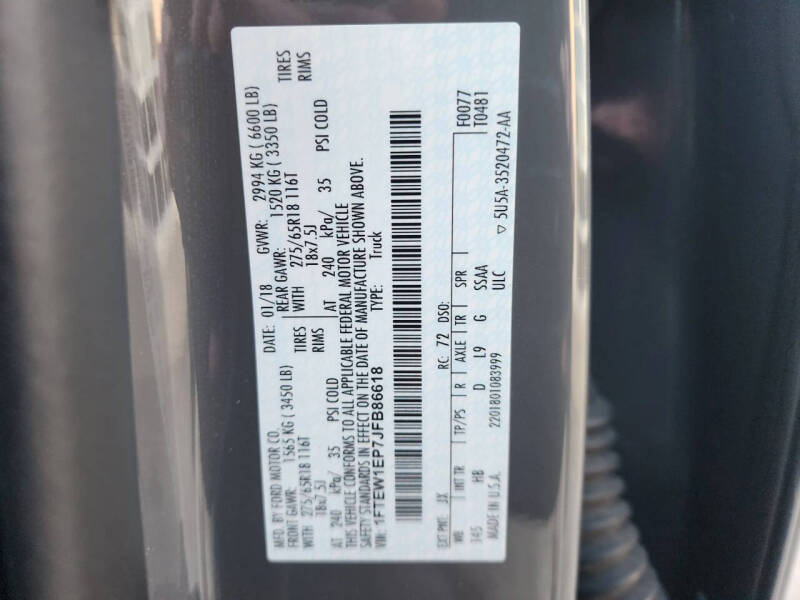 MFD. BY FORD MOTOR CO.
DATE: 01/18 GVWR: 2994 KG ( 6600 LB)
FRONT GAWR: 1565 KG ( 3450 LB) REAR GAWR: 1520 KG ( 3350 LB)
WITH 275/65R18 116T TIRES WITH 275/65R18 116T TIRES
18x7.5J RIMS 18x7.5J RIMS
AT 240 kPa/ 35 PSI COLD AT 240 kPa/ 35 PSI COLD
THIS VEHICLE CONFORMS TO ALL APPLICABLE FEDERAL MOTOR VEHICLE
SAFETY STANDARDS IN EFFECT ON THE DATE OF MANUFACTURE SHOWN ABOVE.
VIN: 1FTEW1EP7JFB86618 TYPE: Truck
F0077
EXT PNT: JX RC: 72 DSO: T0481
WB INT TR TP/PS R AXLE TR SPR
145 HB D L9 G SSAA
ULC
MADE IN U.S.A. 2201801083999 ▽ 5U5A-3520472-AA